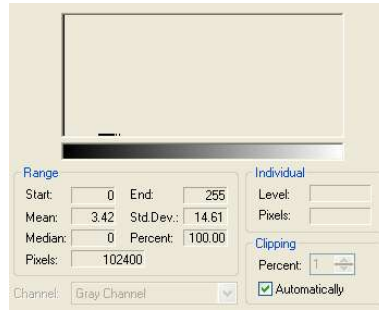 Range
Start: 0 End: 255
Mean: 3.42 Std.Dev.: 14.61
Median: 0 Percent: 100.00
Pixels: 102400
Individual
Level:
Pixels:
Clipping
Percent: 1
Automatically
Channel: Gray Channel